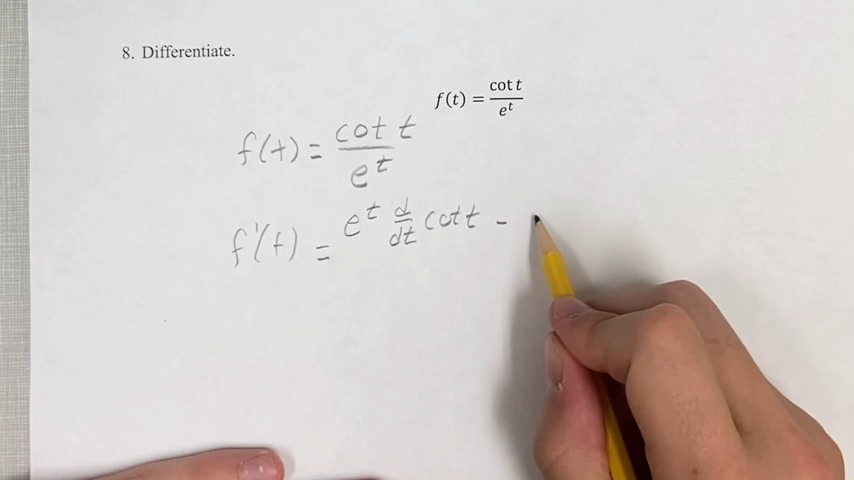 8. Differentiate.
f(t) = cot t / e^t
f(t) = cot t / e^t
f'(t) = e^t d/dt cot t -